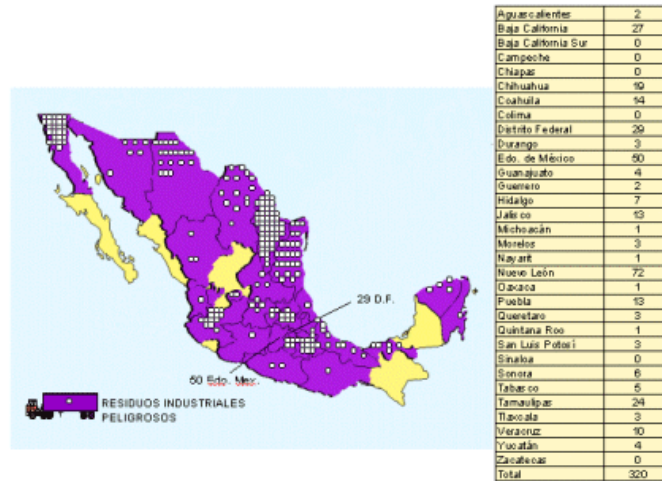 29 D.F.
50 Edo. Mex.
RESIDUOS INDUSTRIALES
PELIGROSOS
Aguascalientes 2
Baja California 27
Baja California Sur 0
Campeche 0
Chiapas 0
Chihuahua 19
Coahuila 14
Colima 0
Distrito Federal 29
Durango 3
Edo. de México 50
Guanajuato 4
Guerrero 2
Hidalgo 7
Jalisco 13
Michoacán 1
Morelos 3
Nayarit 1
Nuevo León 72
Oaxaca 1
Puebla 13
Queretaro 3
Quintana Roo 1
San Luis Potosí 3
Sinaloa 0
Sonora 6
Tabasco 5
Tamaulipas 24
Tlaxcala 3
Veracruz 10
Yucatán 4
Zacatecas 0
Total 320